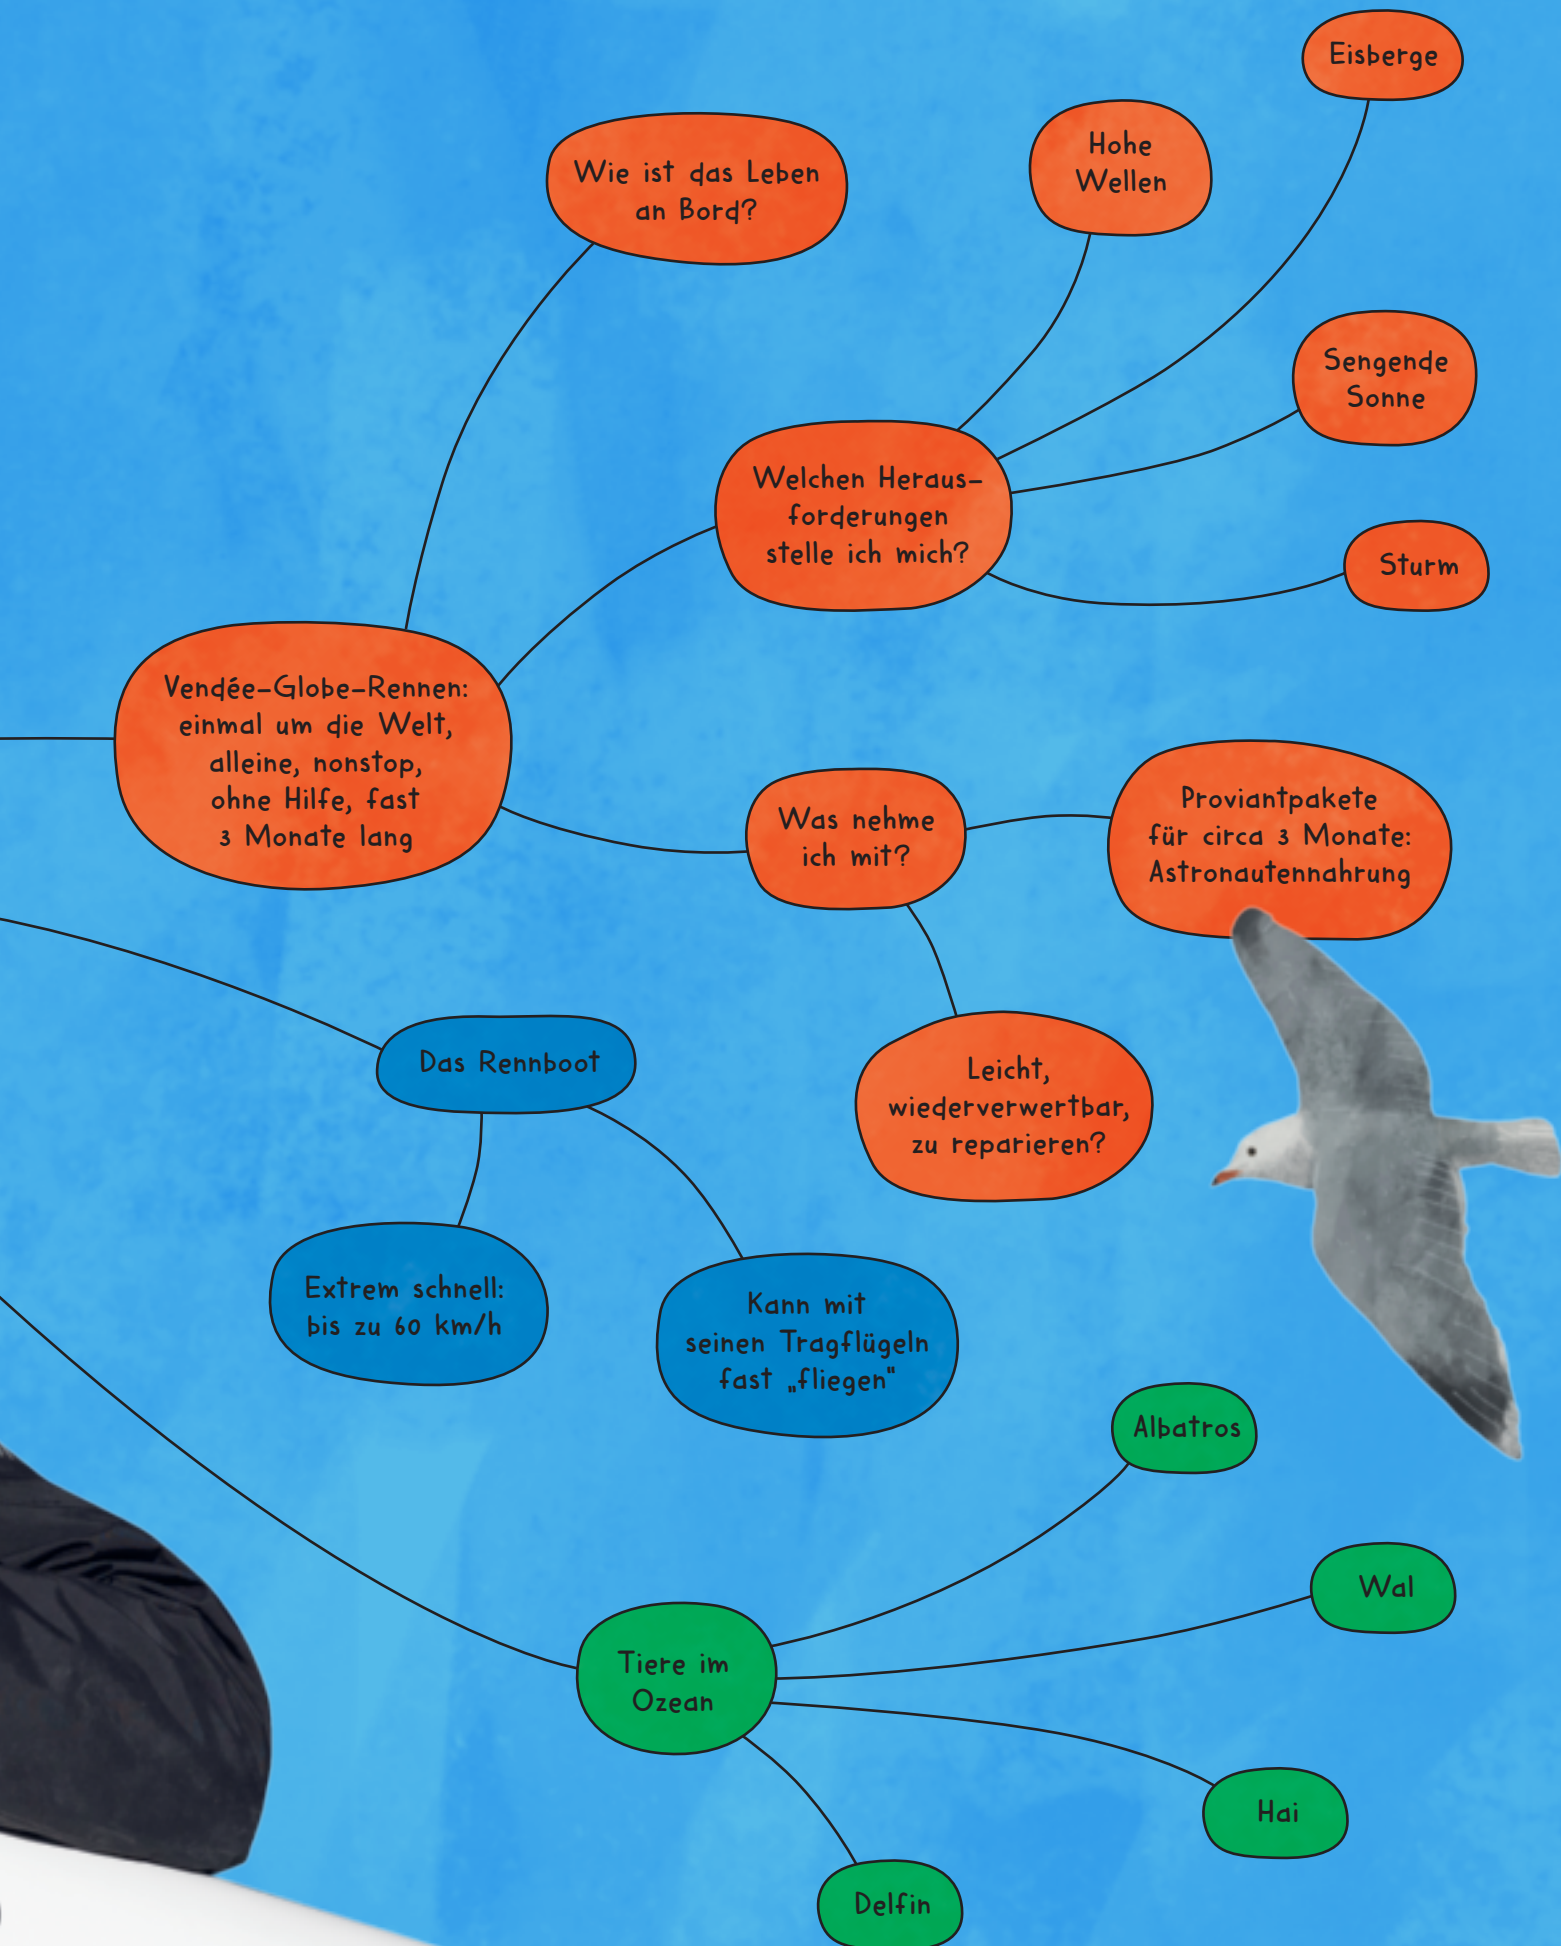 Eisberge
Hohe
Wellen
Wie ist das Leben
an Bord?
Sengende
Sonne
Welchen Heraus-
forderungen
stelle ich mich?
Sturm
Vendée-Globe-Rennen:
einmal um die Welt,
alleine, nonstop,
ohne Hilfe, fast
3 Monate lang
Was nehme
ich mit?
Proviantpakete
für circa 3 Monate:
Astronautennahrung
Leicht,
wiederverwertbar,
zu reparieren?
Das Rennboot
Extrem schnell:
bis zu 60 km/h
Kann mit
seinen Tragflügeln
fast „fliegen"
Albatros
Wal
Tiere im
Ozean
Hai
Delfin